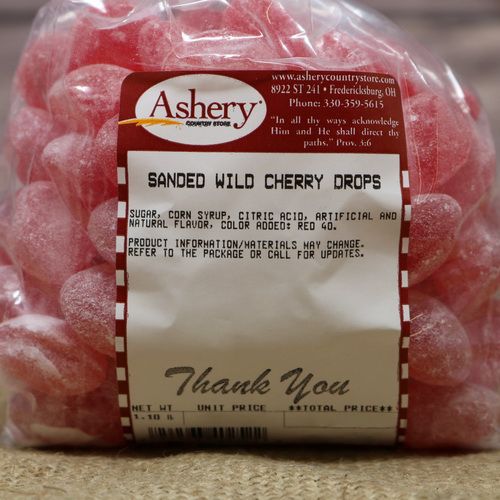 Ashery
COUNTRY STORE
www.asherycountrystore.com
8922 ST 241 • Fredericksburg, OH
Phone: 330-359-5615
"In all thy ways acknowledge
Him and He shall direct thy
paths." Prov. 3:6
SANDED WILD CHERRY DROPS
SUGAR, CORN SYRUP, CITRIC ACID, ARTIFICIAL AND
NATURAL FLAVOR, COLOR ADDED: RED 40.
PRODUCT INFORMATION/MATERIALS MAY CHANGE.
REFER TO THE PACKAGE OR CALL FOR UPDATES.
Thank You
NET WT UNIT PRICE **TOTAL PRICE**
1.10 lb